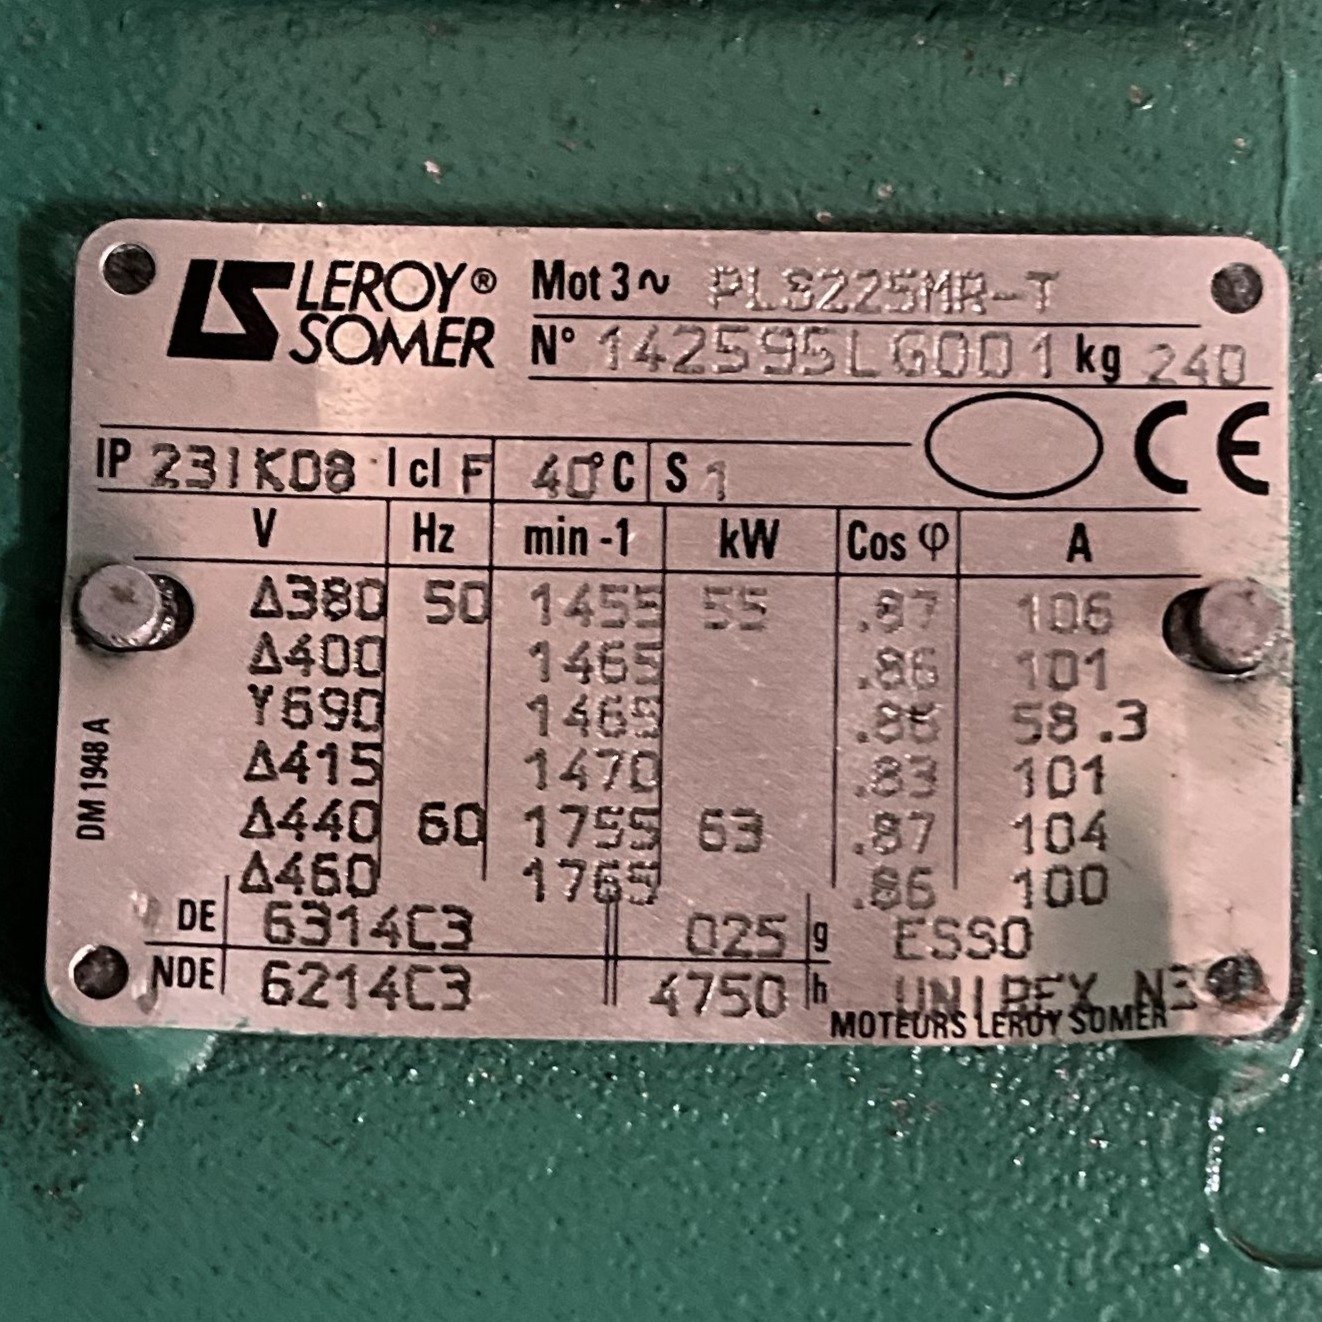 LS LEROY® SOMER Mot 3~ PLS225MR-T
N° 142595LG001 kg 240
IP 23IK08 I cl F 40°C S 1 CE
V Hz min -1 kW Cos φ A
Δ380 50 1455 55 .87 106
Δ400 1465 .86 101
Y690 1465 .86 58.3
Δ415 1470 .83 101
Δ440 60 1755 63 .87 104
Δ460 1765 .86 100
DE 6314C3 025 g ESSO
NDE 6214C3 4750 h UNIREX N3
MOTEURS LEROY SOMER
DM 1948 A